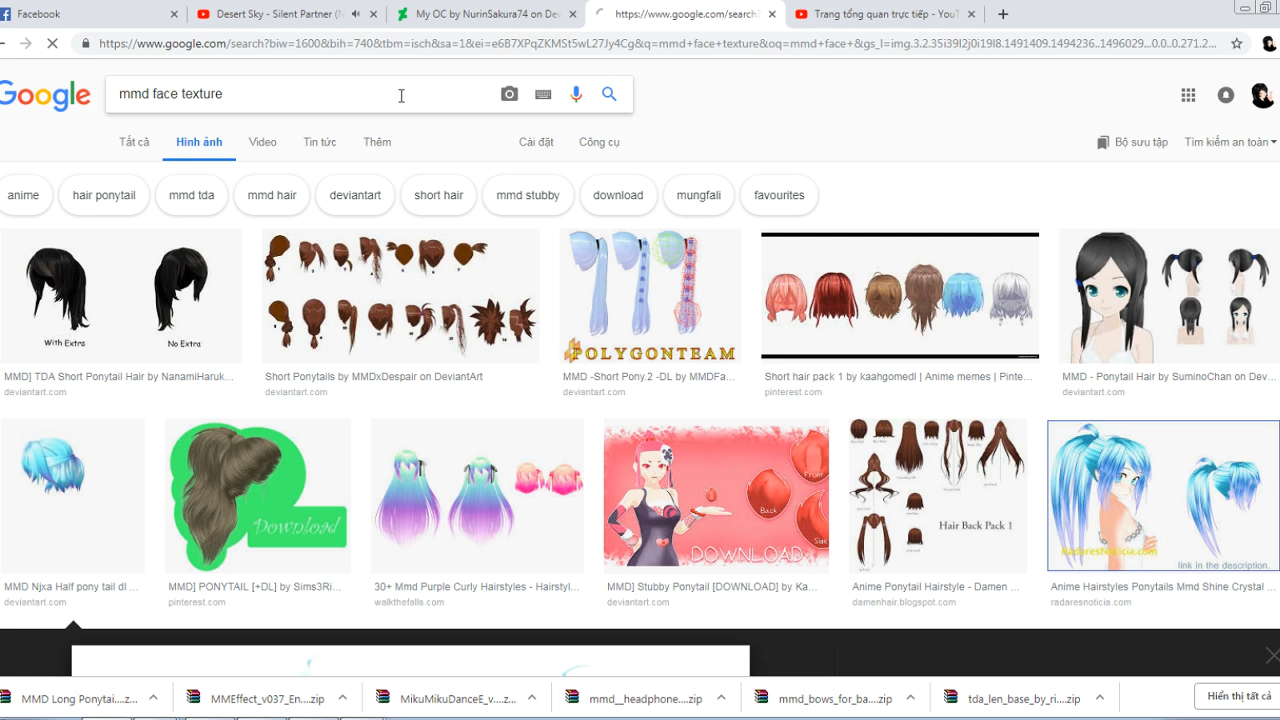 Facebook
Desert Sky - Silent Partner (N
My OC by NurinSakura74 on Dev
https://www.google.com/search?
Trang tổng quan trực tiếp - YouT
https://www.google.com/search?biw=1600&bih=740&tbm=isch&sa=1&ei=e6B7XPqZKMSt5wL27Jy4Cg&q=mmd+face+texture&oq=mmd+face+&gs_l=img.3.2.35i39l2j0i19l8.1491409.1494236..1496029...0.0..0.271.2...
Google
mmd face texture
Tất cả
Hình ảnh
Video
Tin tức
Thêm
Cài đặt
Công cụ
Bộ sưu tập
Tìm kiếm an toàn
anime
hair ponytail
mmd tda
mmd hair
deviantart
short hair
mmd stubby
download
mungfali
favourites
With Extra
No Extra
POLYGONTEAM
MMD] TDA Short Ponytail Hair by NanamiHaruk...
deviantart.com
Short Ponytails by MMDxDespair on DeviantArt
deviantart.com
MMD -Short Pony.2 -DL by MMDFa...
deviantart.com
Short hair pack 1 by kaahgomedl | Anime memes | Pinte...
pinterest.com
MMD - Ponytail Hair by SuminoChan on Dev...
deviantart.com
Download
Front
Back
Side
DOWNLOAD
Hair Back Pack 1
RadaresNoticia.com
link in the description.
MMD Njxa Half pony tail dl ...
deviantart.com
MMD] PONYTAIL [+DL] by Sims3Ri...
pinterest.com
30+ Mmd Purple Curly Hairstyles - Hairstyl...
walkthefalls.com
MMD] Stubby Ponytail [DOWNLOAD] by Ka...
deviantart.com
Anime Ponytail Hairstyle - Damen ...
damenhair.blogspot.com
Anime Hairstyles Ponytails Mmd Shine Crystal ...
radaresnoticia.com
MMD Long Ponytai....z...
MMEffect_v037_En...zip
MikuMikuDanceE_v....z...
mmd__headphone....zip
mmd_bows_for_ba....zip
tda_len_base_by_ri....zip
Hiển thị tất cả